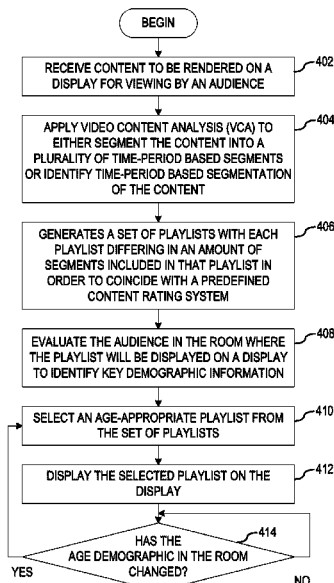 BEGIN
402
RECEIVE CONTENT TO BE RENDERED ON A
DISPLAY FOR VIEWING BY AN AUDIENCE
404
APPLY VIDEO CONTENT ANALYSIS (VCA) TO
EITHER SEGMENT THE CONTENT INTO A
PLURALITY OF TIME-PERIOD BASED SEGMENTS
OR IDENTIFY TIME-PERIOD BASED SEGMENTATION
OF THE CONTENT
406
GENERATES A SET OF PLAYLISTS WITH EACH
PLAYLIST DIFFERING IN AN AMOUNT OF
SEGMENTS INCLUDED IN THAT PLAYLIST IN
ORDER TO COINCIDE WITH A PREDEFINED
CONTENT RATING SYSTEM
408
EVALUATE THE AUDIENCE IN THE ROOM WHERE
THE PLAYLIST WILL BE DISPLAYED ON A DISPLAY
TO IDENTIFY KEY DEMOGRAPHIC INFORMATION
410
SELECT AN AGE-APPROPRIATE PLAYLIST FROM
THE SET OF PLAYLISTS
412
DISPLAY THE SELECTED PLAYLIST ON THE
DISPLAY
414
HAS THE
AGE DEMOGRAPHIC IN THE ROOM
CHANGED?
YES
NO